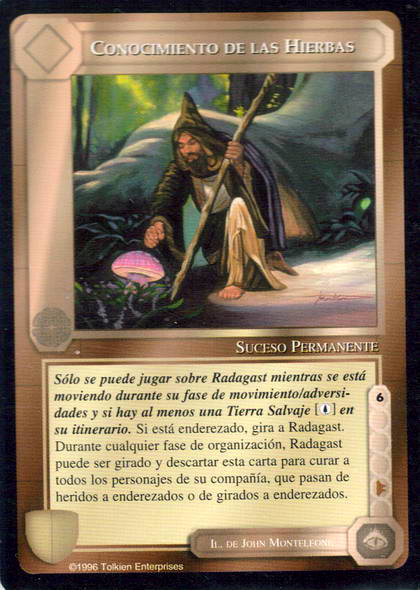 Conocimiento de las Hierbas
Suceso Permanente
Sólo se puede jugar sobre Radagast mientras se está
moviendo durante su fase de movimiento/adversi-
dades y si hay al menos una Tierra Salvaje en
su itinerario. Si está enderezado, gira a Radagast.
Durante cualquier fase de organización, Radagast
puede ser girado y descartar esta carta para curar a
todos los personajes de su compañía, que pasan de
heridos a enderezados o de girados a enderezados.
6
Il. de John Monteleone
©1996 Tolkien Enterprises